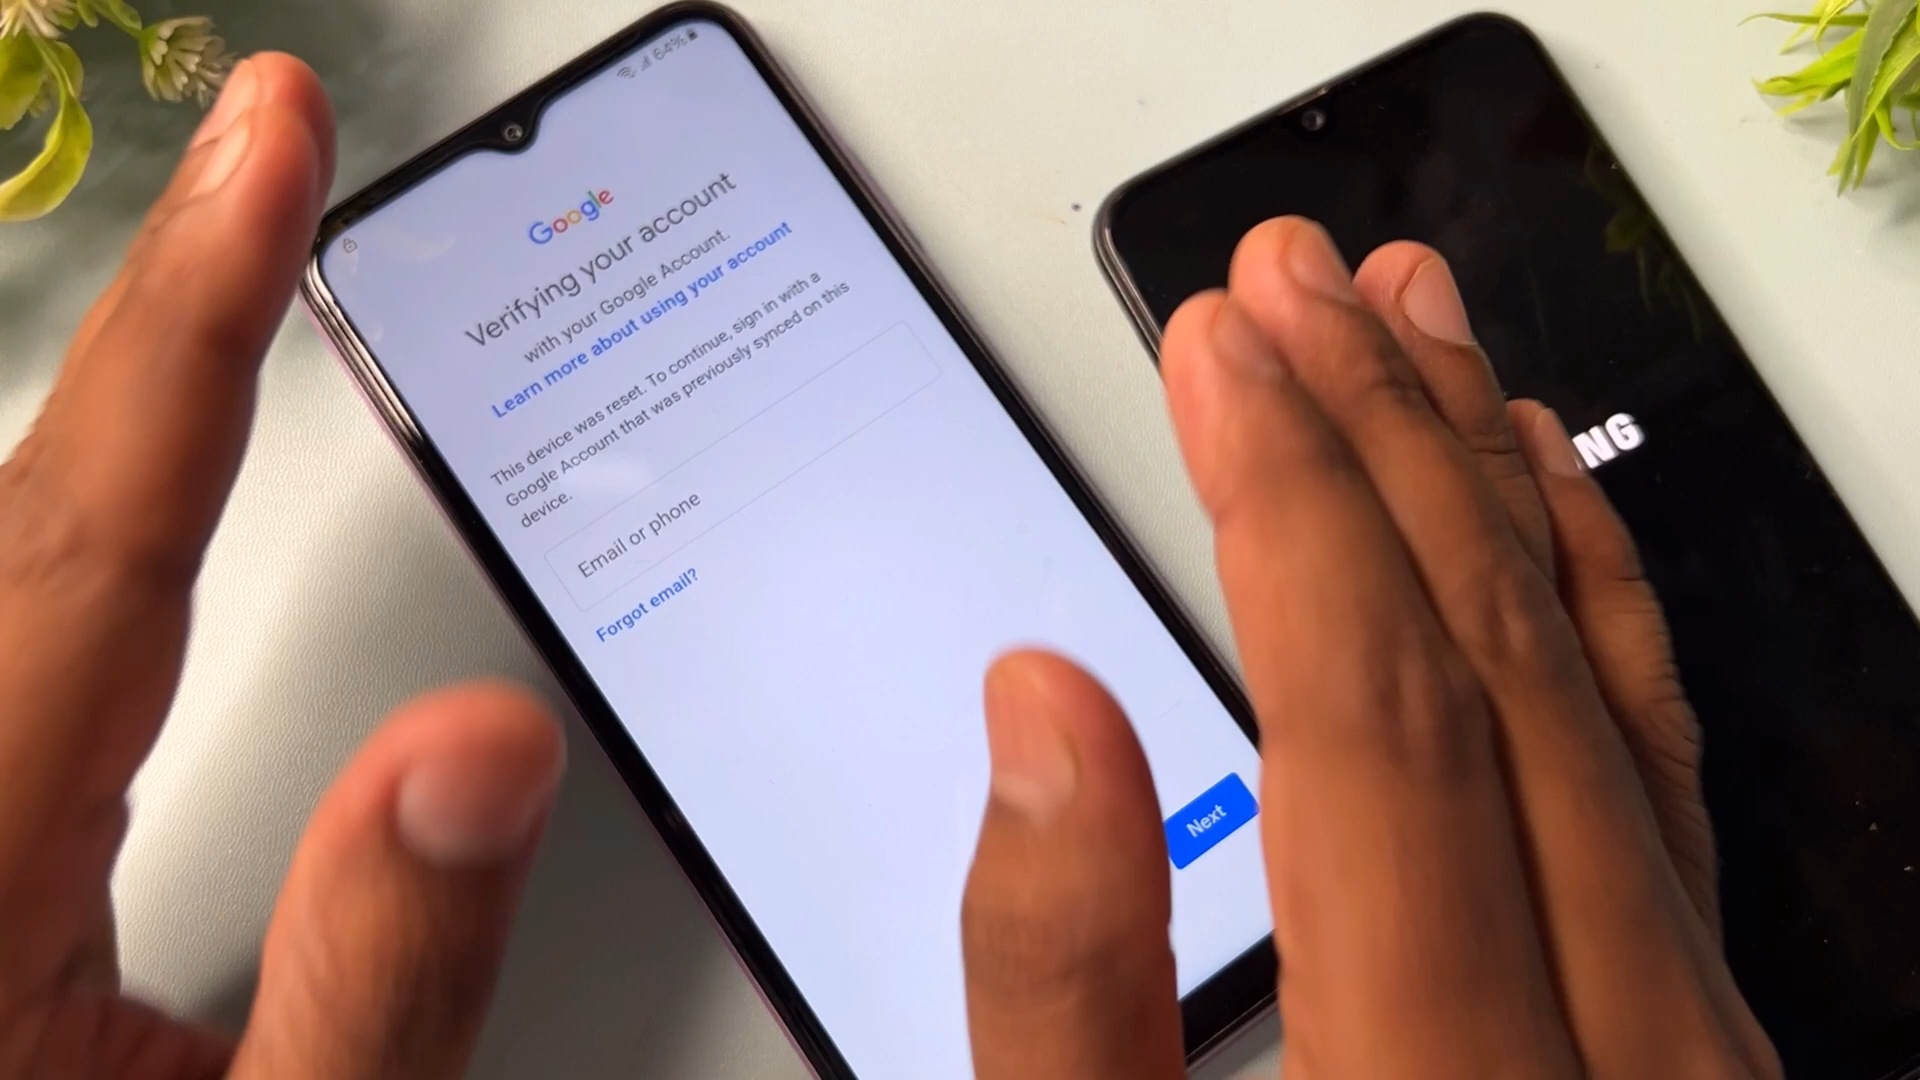 64%
Google
Verifying your account
with your Google Account.
Learn more about using your account
This device was reset. To continue, sign in with a
Google Account that was previously synced on this
device.
Email or phone
Forgot email?
Next
NG